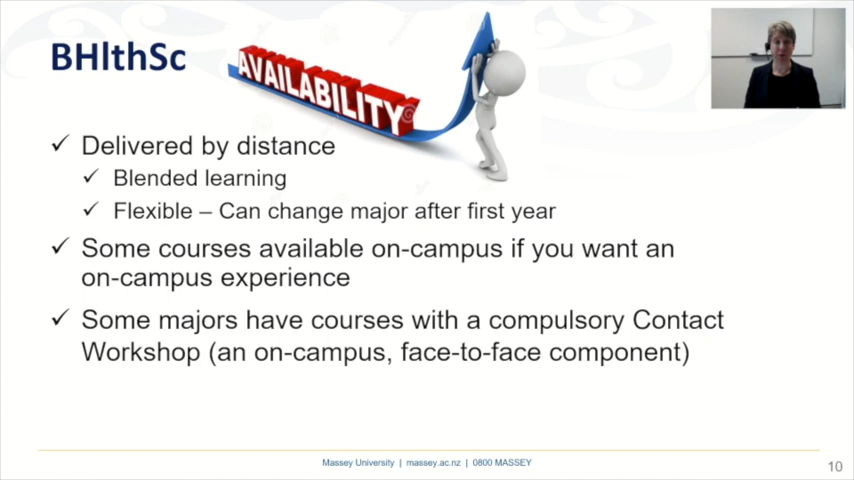 BHlthSc
AVAILABILITY
✓ Delivered by distance
✓ Blended learning
✓ Flexible – Can change major after first year
✓ Some courses available on-campus if you want an
on-campus experience
✓ Some majors have courses with a compulsory Contact
Workshop (an on-campus, face-to-face component)
Massey University | massey.ac.nz | 0800 MASSEY
10